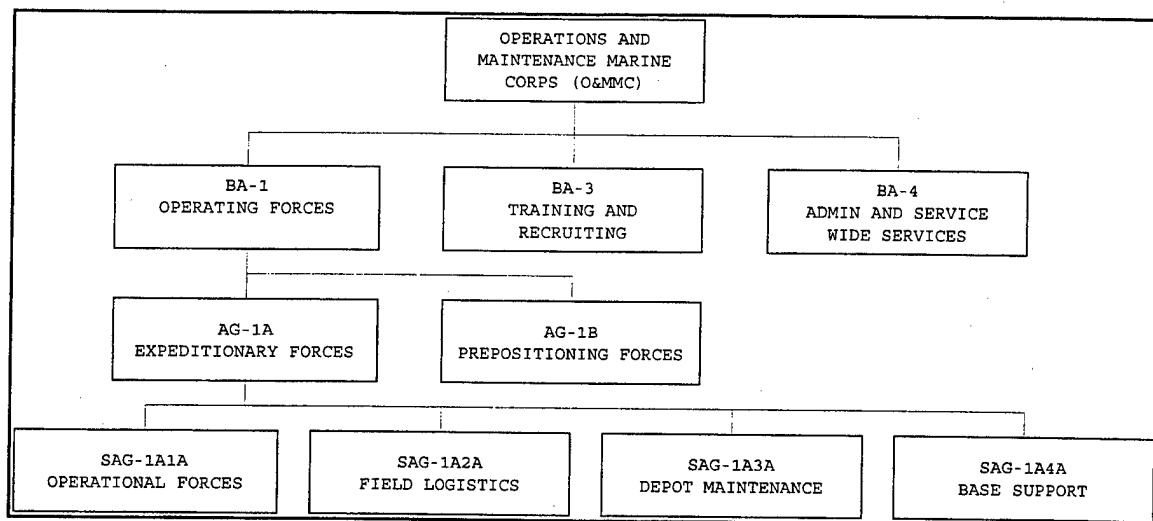 OPERATIONS AND
MAINTENANCE MARINE
CORPS (O&MMC)
BA-1
OPERATING FORCES
BA-3
TRAINING AND
RECRUITING
BA-4
ADMIN AND SERVICE
WIDE SERVICES
AG-1A
EXPEDITIONARY FORCES
AG-1B
PREPOSITIONING FORCES
SAG-1A1A
OPERATIONAL FORCES
SAG-1A2A
FIELD LOGISTICS
SAG-1A3A
DEPOT MAINTENANCE
SAG-1A4A
BASE SUPPORT